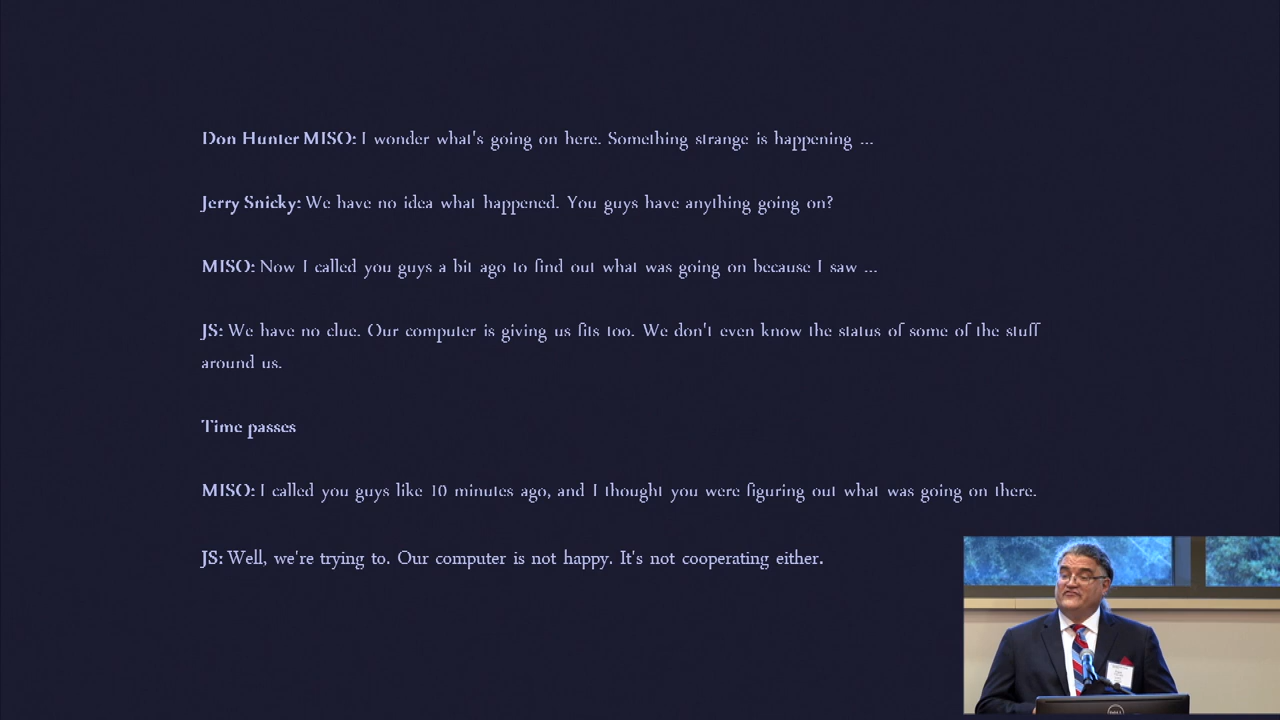 Don Hunter MISO: I wonder what's going on here. Something strange is happening ...
Jerry Snicky: We have no idea what happened. You guys have anything going on?
MISO: Now I called you guys a bit ago to find out what was going on because I saw ...
JS: We have no clue. Our computer is giving us fits too. We don't even know the status of some of the stuff
around us.
Time passes
MISO: I called you guys like 10 minutes ago, and I thought you were figuring out what was going on there.
JS: Well, we're trying to. Our computer is not happy. It's not cooperating either.